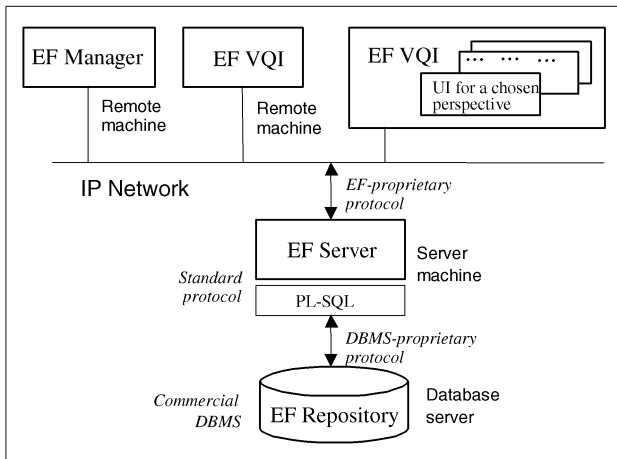 EF Manager
EF VQI
EF VQI
... ... ...
UI for a chosen
perspective
Remote
machine
Remote
machine
IP Network
EF-proprietary
protocol
EF Server
Server
machine
Standard
protocol
PL-SQL
DBMS-proprietary
protocol
Commercial
DBMS
EF Repository
Database
server